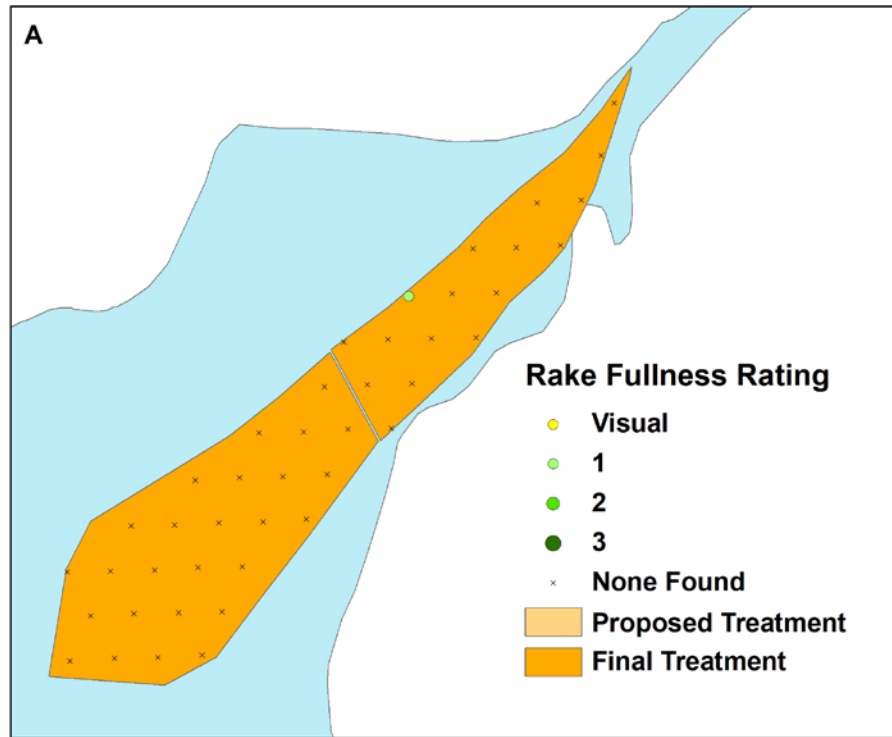 A
Rake Fullness Rating
Visual
1
2
3
None Found
Proposed Treatment
Final Treatment